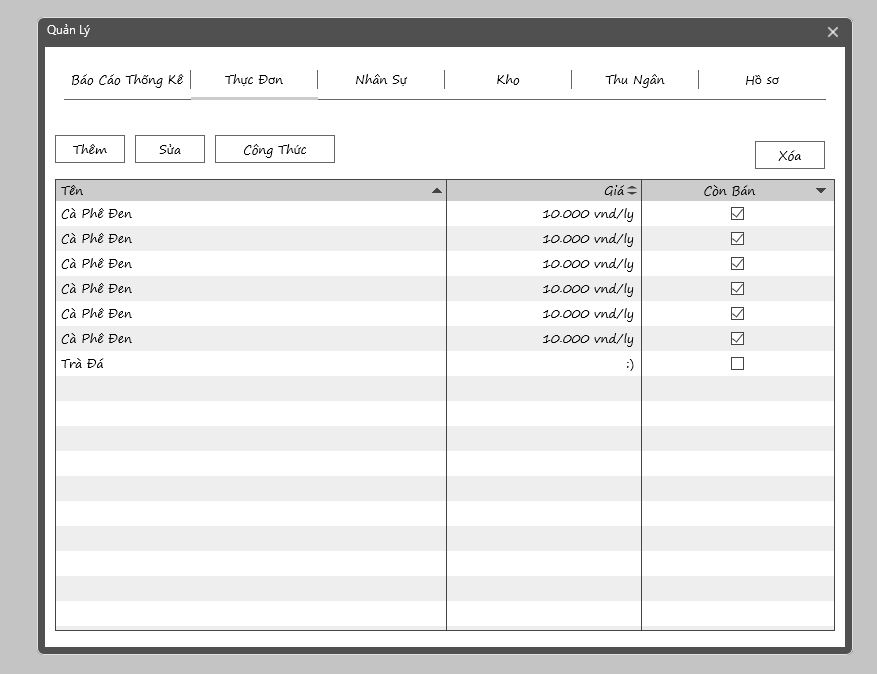 Quản Lý
Báo Cáo Thống Kê Thực Đơn Nhân Sự Kho Thu Ngân Hồ sơ
Thêm Sửa Công Thức Xóa
Tên Giá Còn Bán
Cà Phê Đen 10.000 vnd/ly
Cà Phê Đen 10.000 vnd/ly
Cà Phê Đen 10.000 vnd/ly
Cà Phê Đen 10.000 vnd/ly
Cà Phê Đen 10.000 vnd/ly
Cà Phê Đen 10.000 vnd/ly
Trà Đá :)